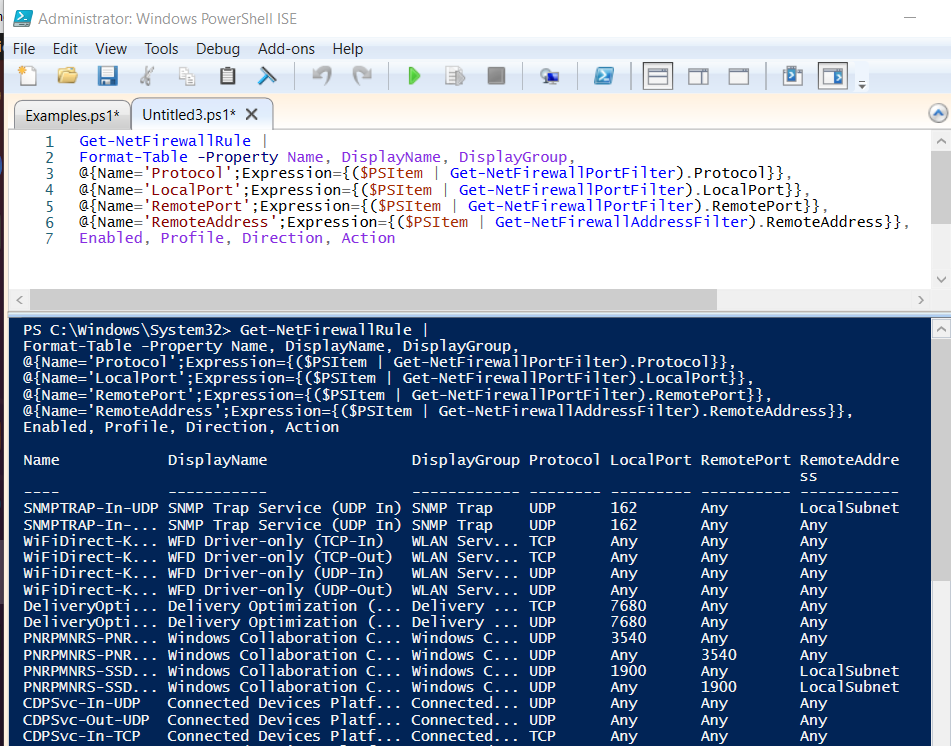 Administrator: Windows PowerShell ISE
File Edit View Tools Debug Add-ons Help
Examples.ps1* Untitled3.ps1*
1 Get-NetFirewallRule |
2 Format-Table -Property Name, DisplayName, DisplayGroup,
3 @{Name='Protocol';Expression={($PSItem | Get-NetFirewallPortFilter).Protocol}},
4 @{Name='LocalPort';Expression={($PSItem | Get-NetFirewallPortFilter).LocalPort}},
5 @{Name='RemotePort';Expression={($PSItem | Get-NetFirewallPortFilter).RemotePort}},
6 @{Name='RemoteAddress';Expression={($PSItem | Get-NetFirewallAddressFilter).RemoteAddress}},
7 Enabled, Profile, Direction, Action
PS C:\Windows\System32> Get-NetFirewallRule |
Format-Table -Property Name, DisplayName, DisplayGroup,
@{Name='Protocol';Expression={($PSItem | Get-NetFirewallPortFilter).Protocol}},
@{Name='LocalPort';Expression={($PSItem | Get-NetFirewallPortFilter).LocalPort}},
@{Name='RemotePort';Expression={($PSItem | Get-NetFirewallPortFilter).RemotePort}},
@{Name='RemoteAddress';Expression={($PSItem | Get-NetFirewallAddressFilter).RemoteAddress}},
Enabled, Profile, Direction, Action
Name DisplayName DisplayGroup Protocol LocalPort RemotePort RemoteAddre
ss
---- ----------- ------------ -------- --------- ---------- -----------
SNMPTRAP-In-UDP SNMP Trap Service (UDP In) SNMP Trap UDP 162 Any LocalSubnet
SNMPTRAP-In-... SNMP Trap Service (UDP In) SNMP Trap UDP 162 Any Any
WiFiDirect-K... WFD Driver-only (TCP-In) WLAN Serv... TCP Any Any Any
WiFiDirect-K... WFD Driver-only (TCP-Out) WLAN Serv... TCP Any Any Any
WiFiDirect-K... WFD Driver-only (UDP-In) WLAN Serv... UDP Any Any Any
WiFiDirect-K... WFD Driver-only (UDP-Out) WLAN Serv... UDP Any Any Any
DeliveryOpti... Delivery Optimization (... Delivery ... TCP 7680 Any Any
DeliveryOpti... Delivery Optimization (... Delivery ... UDP 7680 Any Any
PNRPMNRS-PNR... Windows Collaboration C... Windows C... UDP 3540 Any Any
PNRPMNRS-PNR... Windows Collaboration C... Windows C... UDP Any 3540 Any
PNRPMNRS-SSD... Windows Collaboration C... Windows C... UDP 1900 Any LocalSubnet
PNRPMNRS-SSD... Windows Collaboration C... Windows C... UDP Any 1900 LocalSubnet
CDPSvc-In-UDP Connected Devices Platf... Connected... UDP Any Any Any
CDPSvc-Out-UDP Connected Devices Platf... Connected... UDP Any Any Any
CDPSvc-In-TCP Connected Devices Platf... Connected... TCP Any Any Any